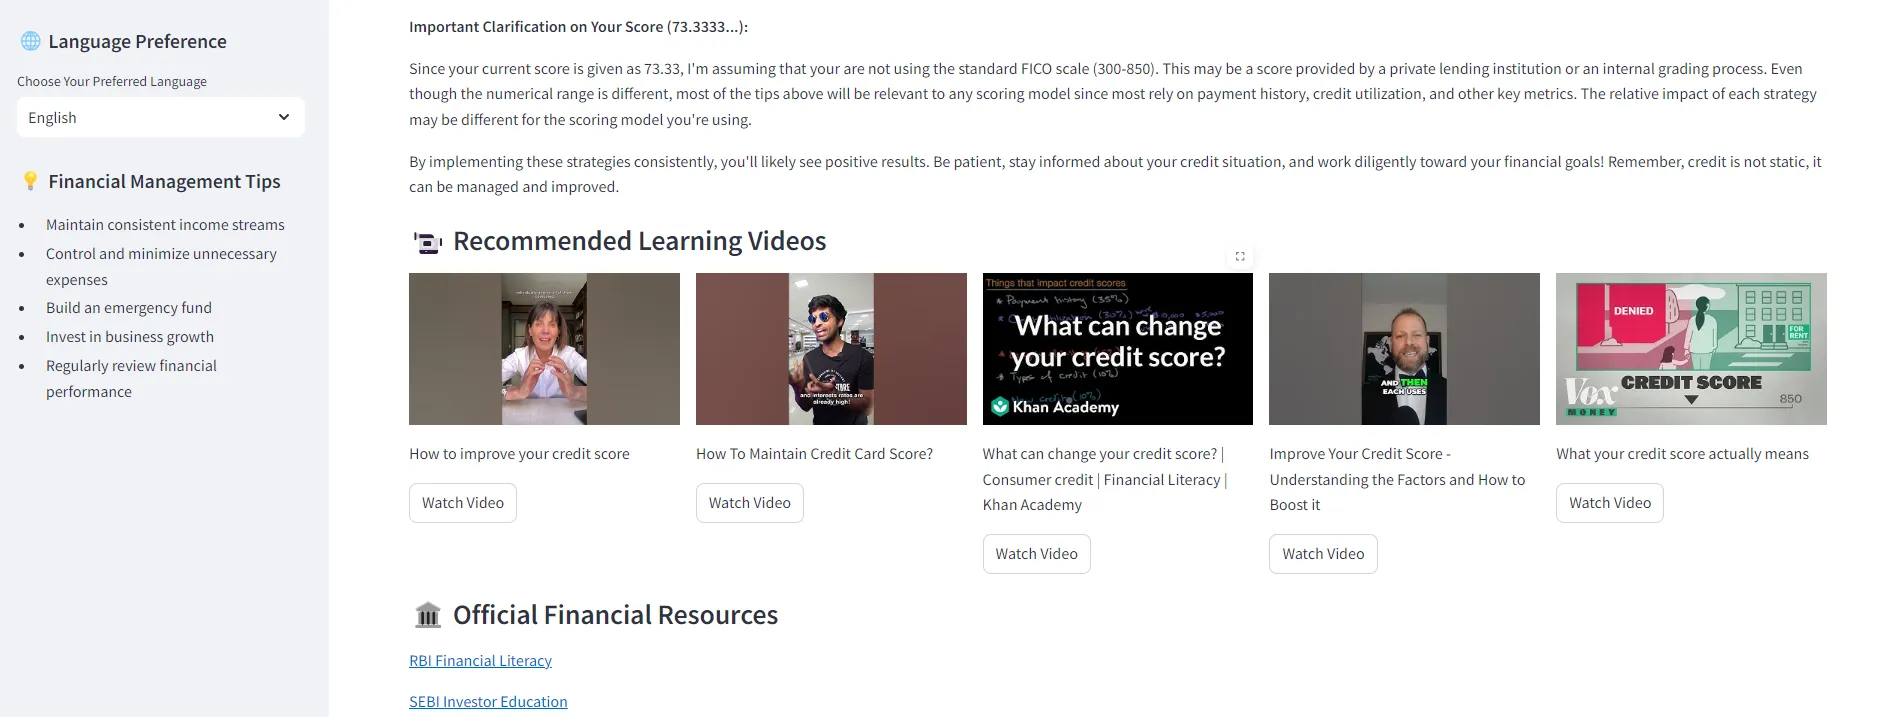 Language Preference
Choose Your Preferred Language
English
Financial Management Tips
Maintain consistent income streams
Control and minimize unnecessary
expenses
Build an emergency fund
Invest in business growth
Regularly review financial
performance
Important Clarification on Your Score (73.3333...):
Since your current score is given as 73.33, I'm assuming that your are not using the standard FICO scale (300-850). This may be a score provided by a private lending institution or an internal grading process. Even
though the numerical range is different, most of the tips above will be relevant to any scoring model since most rely on payment history, credit utilization, and other key metrics. The relative impact of each strategy
may be different for the scoring model you're using.
By implementing these strategies consistently, you'll likely see positive results. Be patient, stay informed about your credit situation, and work diligently toward your financial goals! Remember, credit is not static, it
can be managed and improved.
Recommended Learning Videos
and interests rates are
already high!
Things that impact credit scores
* Payment history (35%)
What can change
your credit score?
* Types of credit (10%)
Khan Academy
AND THEN
EACH USES
DENIED
FOR
RENT
Vox
MONEY
CREDIT SCORE
850
How to improve your credit score
Watch Video
How To Maintain Credit Card Score?
Watch Video
What can change your credit score? |
Consumer credit | Financial Literacy |
Khan Academy
Watch Video
Improve Your Credit Score -
Understanding the Factors and How to
Boost it
Watch Video
What your credit score actually means
Watch Video
Official Financial Resources
RBI Financial Literacy
SEBI Investor Education